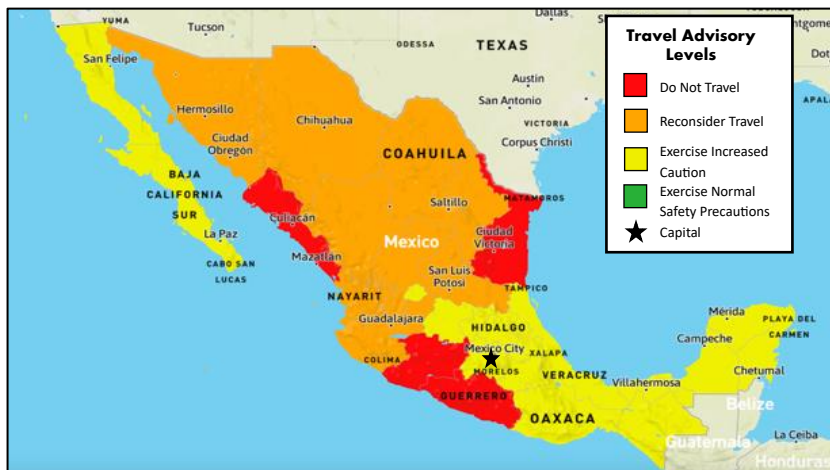 YUMA
Tucson
Dallas
ODESSA
TEXAS
San Felipe
Austin
San Antonio
VICTORIA
Corpus Christi
Hermosillo
Chihuahua
Ciudad
Obregón
COAHUILA
BAJA
CALIFORNIA
SUR
MATAMOROS
Saltillo
Culiacán
La Paz
Ciudad
Victoria
Mexico
Mazatlán
CABO SAN
LUCAS
San Luis
Potosi
NAYARIT
TAMPICO
Guadalajara
HIDALGO
Mérida
PLAYA DEL
CARMEN
Mexico City
Campeche
COLIMA
XALAPA
MORELOS
VERACRUZ
Villahermosa
Chetumal
GUERRERO
Belize
OAXACA
La Ceiba
Guatemala
Honduras
Travel Advisory
Levels
Do Not Travel
Reconsider Travel
Exercise Increased
Caution
Exercise Normal
Safety Precautions
Capital